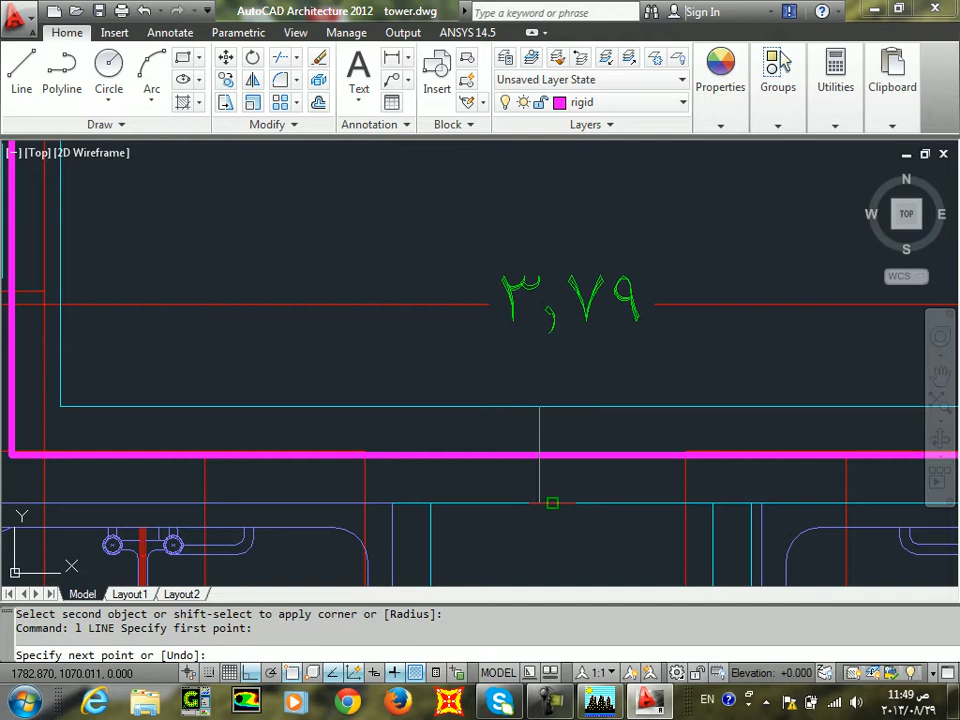 AutoCAD Architecture 2012 tower.dwg
Type a keyword or phrase
Sign In
Home Insert Annotate Parametric View Manage Output ANSYS 14.5
Line Polyline Circle Arc
Text
Insert
Unsaved Layer State
rigid
Properties Groups Utilities Clipboard
Draw Modify Annotation Block Layers
[−] [Top] [2D Wireframe]
N
W TOP E
S
WCS
٣,٧٩
Y
X
Model Layout1 Layout2
Select second object or shift-select to apply corner or [Radius]:
Command: l LINE Specify first point:
Specify next point or [Undo]:
1782.870, 1070.011, 0.000 MODEL 1:1 Elevation: +0.000
EN 11:49 ص
٢٠١٣/٠٨/٢٩